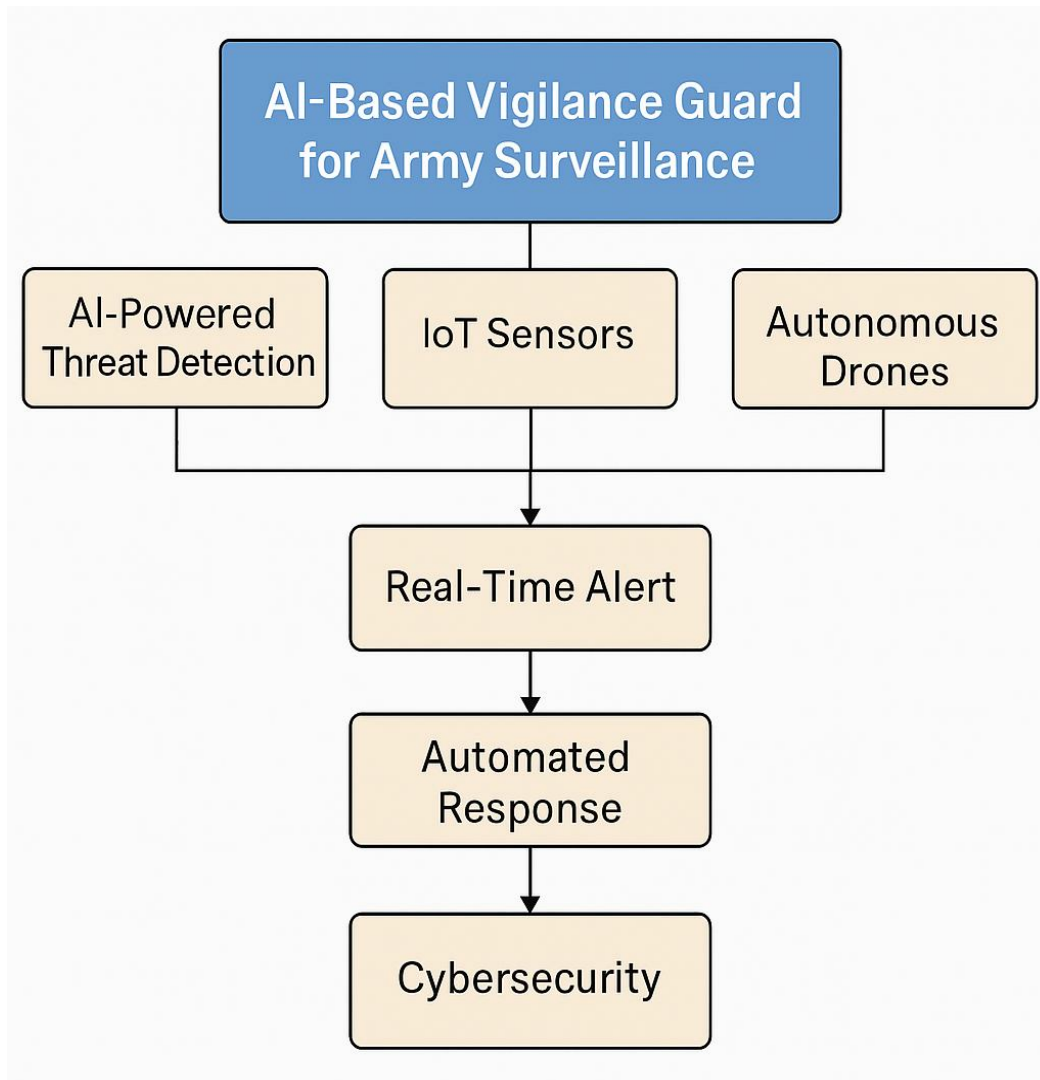 AI-Based Vigilance Guard
for Army Surveillance
AI-Powered
Threat Detection
IoT Sensors
Autonomous
Drones
Real-Time Alert
Automated
Response
Cybersecurity